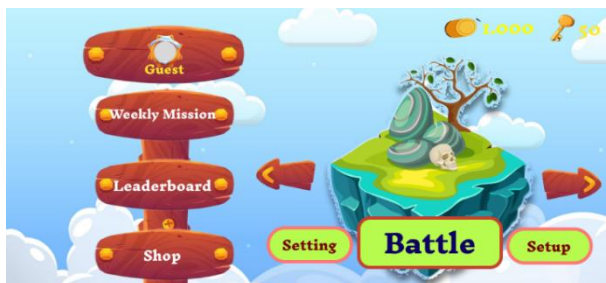 1.000
50
Guest
Weekly Mission
Leaderboard
Shop
Setting
Battle
Setup